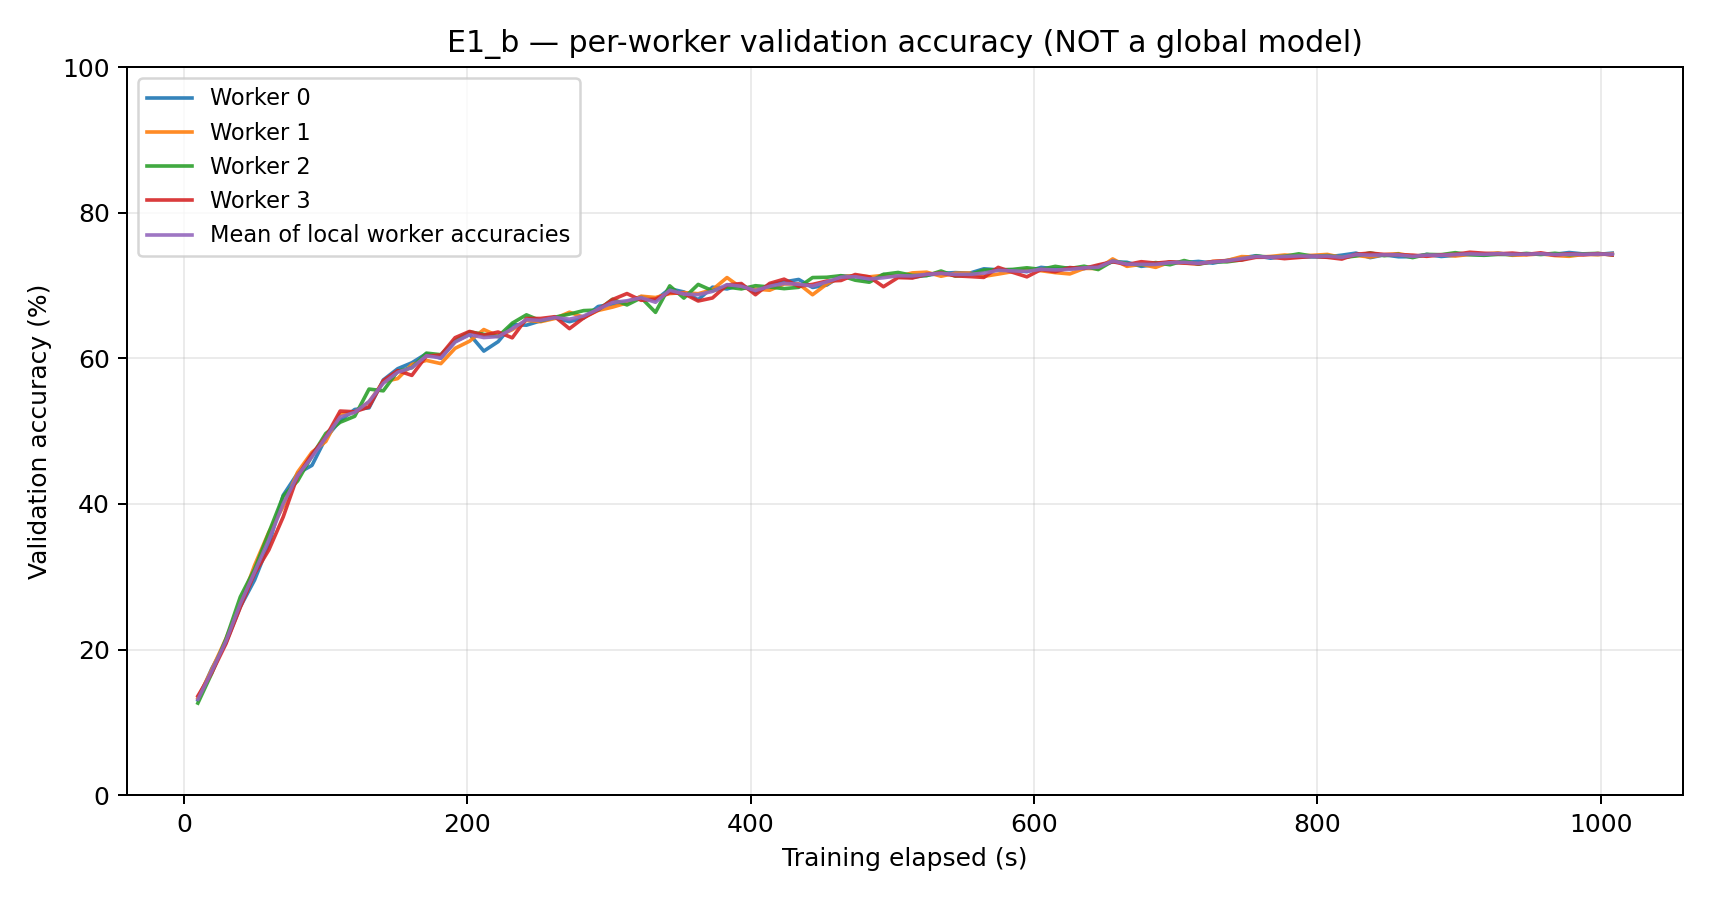 E1_b — per-worker validation accuracy (NOT a global model)
100
80
60
40
20
0
Validation accuracy (%)
Worker 0
Worker 1
Worker 2
Worker 3
Mean of local worker accuracies
0 200 400 600 800 1000
Training elapsed (s)